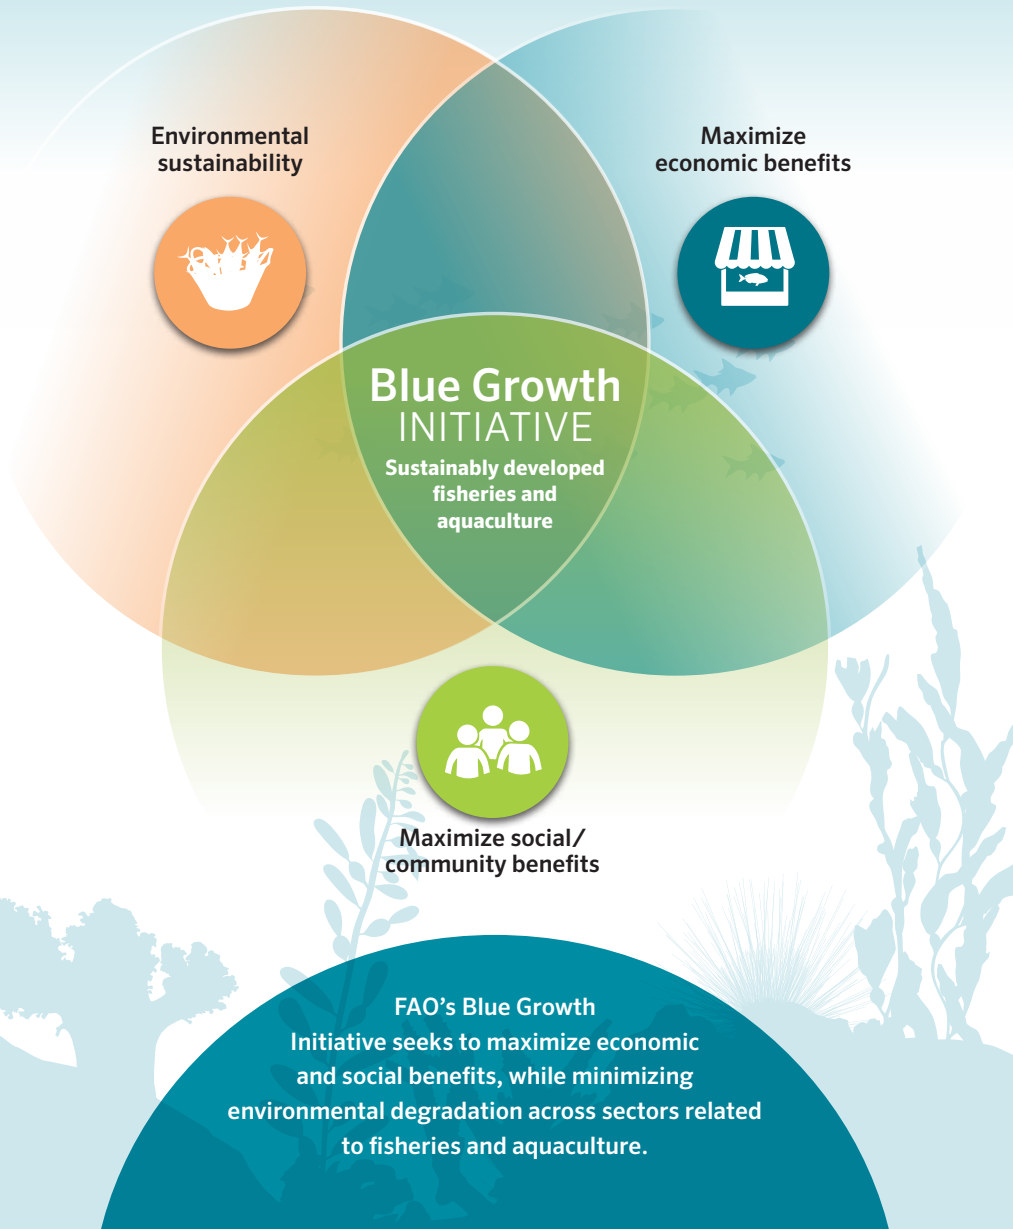 Environmental
sustainability
Maximize
economic benefits
Blue Growth
INITIATIVE
Sustainably developed
fisheries and
aquaculture
Maximize social/
community benefits
FAO’s Blue Growth
Initiative seeks to maximize economic
and social benefits, while minimizing
environmental degradation across sectors related
to fisheries and aquaculture.